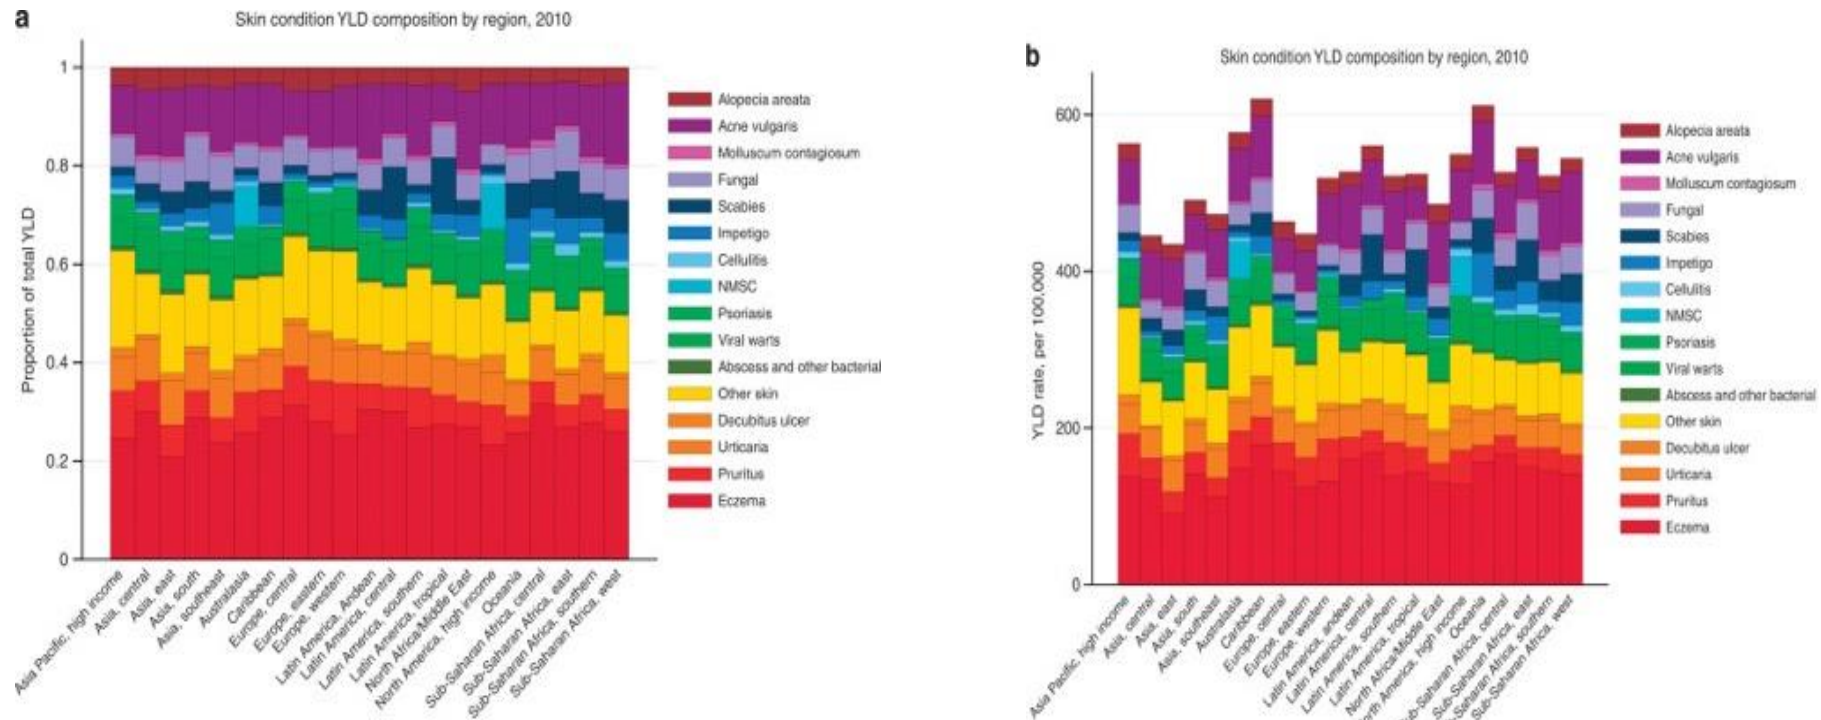 a
Skin condition YLD composition by region, 2010
Proportion of total YLD
1
0.8
0.6
0.4
0.2
0
Asia Pacific, high income
Asia, central
Asia, east
Asia, south
Asia, southeast
Australasia
Caribbean
Europe, central
Europe, eastern
Europe, western
Latin America, Andean
Latin America, central
Latin America, southern
Latin America, tropical
North Africa/Middle East
North America, high income
Oceania
Sub-Saharan Africa, central
Sub-Saharan Africa, east
Sub-Saharan Africa, southern
Sub-Saharan Africa, west
Alopecia areata
Acne vulgaris
Molluscum contagiosum
Fungal
Scabies
Impetigo
Cellulitis
NMSC
Psoriasis
Viral warts
Abscess and other bacterial
Other skin
Decubitus ulcer
Urticaria
Pruritus
Eczema
b
Skin condition YLD composition by region, 2010
YLD rate, per 100,000
600
400
200
0
Asia Pacific, high income
Asia, central
Asia, east
Asia, south
Asia, southeast
Australasia
Caribbean
Europe, central
Europe, eastern
Europe, western
Latin America, andean
Latin America, central
Latin America, southern
Latin America, tropical
North Africa/Middle East
orth America, high income
Oceania
ub-Saharan Africa, central
Sub-Saharan Africa, east
-Saharan Africa, southern
Sub-Saharan Africa, west
Alopecia areata
Acne vulgaris
Molluscum contagiosum
Fungal
Scabies
Impetigo
Cellulitis
NMSC
Psoriasis
Viral warts
Abscess and other bacterial
Other skin
Decubitus ulcer
Urticaria
Pruritus
Eczema